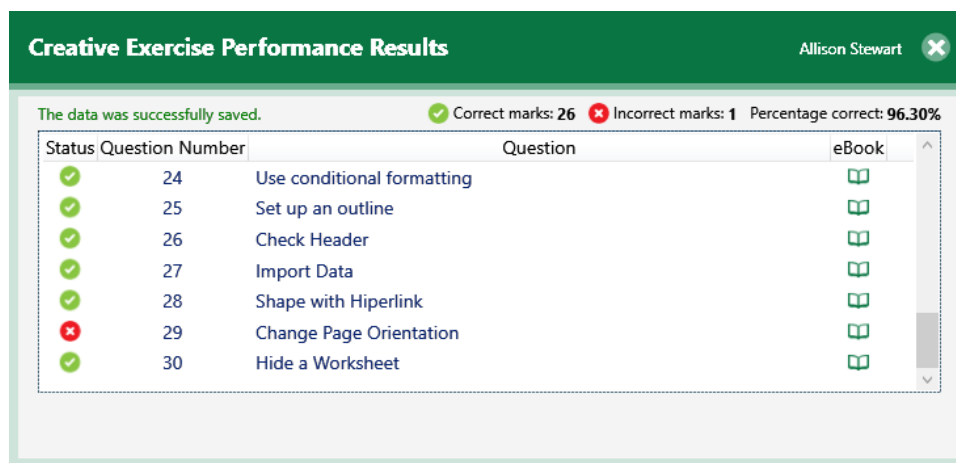 Creative Exercise Performance Results Allison Stewart
The data was successfully saved. Correct marks: 26 Incorrect marks: 1 Percentage correct: 96.30%
Status Question Number Question eBook
24 Use conditional formatting
25 Set up an outline
26 Check Header
27 Import Data
28 Shape with Hiperlink
29 Change Page Orientation
30 Hide a Worksheet